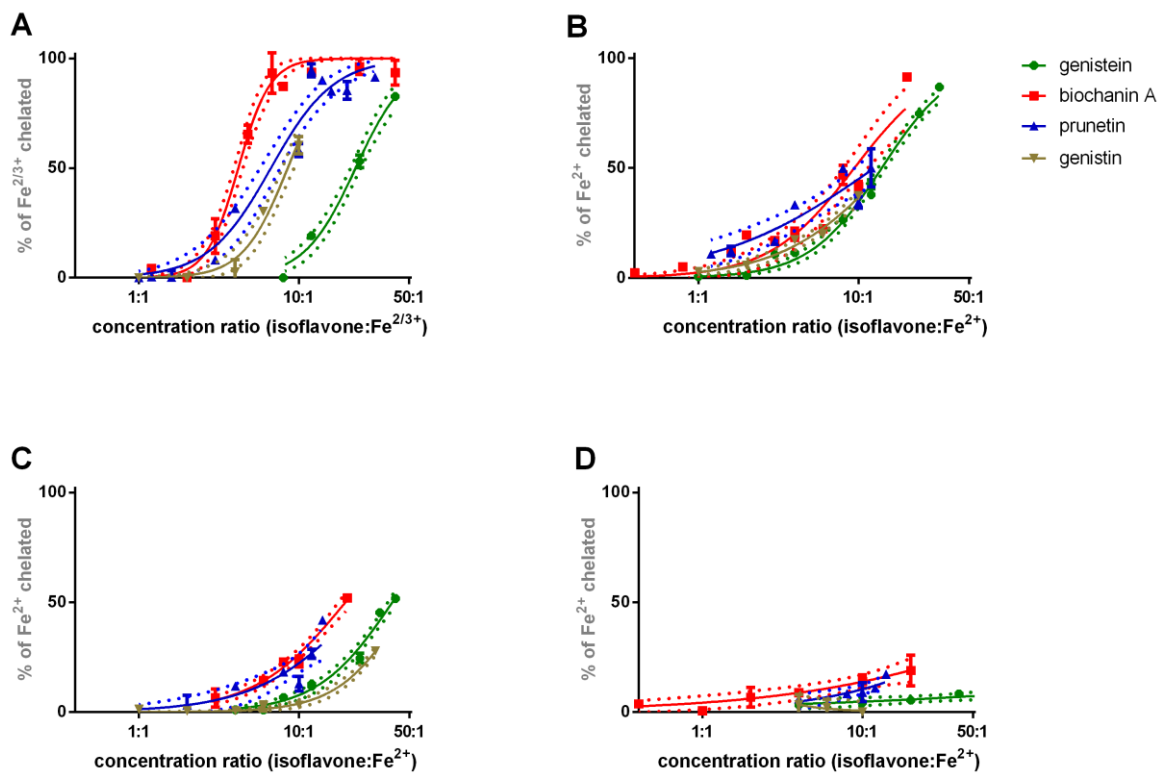 A
% of Fe2/3+ chelated
100
50
0
1:1
10:1
50:1
concentration ratio (isoflavone:Fe2/3+)
B
% of Fe2+ chelated
100
50
0
1:1
10:1
50:1
concentration ratio (isoflavone:Fe2+)
genistein
biochanin A
prunetin
genistin
C
% of Fe2+ chelated
100
50
0
1:1
10:1
50:1
concentration ratio (isoflavone:Fe2+)
D
% of Fe2+ chelated
100
50
0
1:1
10:1
50:1
concentration ratio (isoflavone:Fe2+)